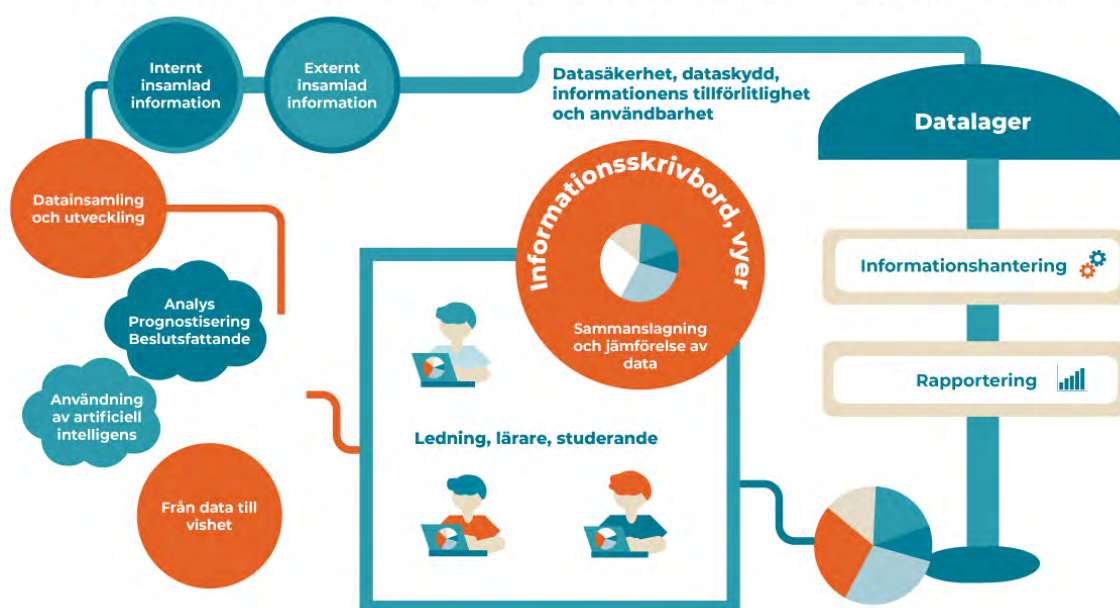 Internt
insamlad
information
Externt
insamlad
information
Datasäkerhet, dataskydd,
informationens tillförlitlighet
och användbarhet
Datalager
Datainsamling
och utveckling
Informationsskrivbord, vyer
Informationshantering
Analys
Prognostisering
Beslutsfattande
Sammanslagning
och jämförelse av
data
Rapportering
Användning
av artificiell
intelligens
Ledning, lärare, studerande
Från data till
vishet